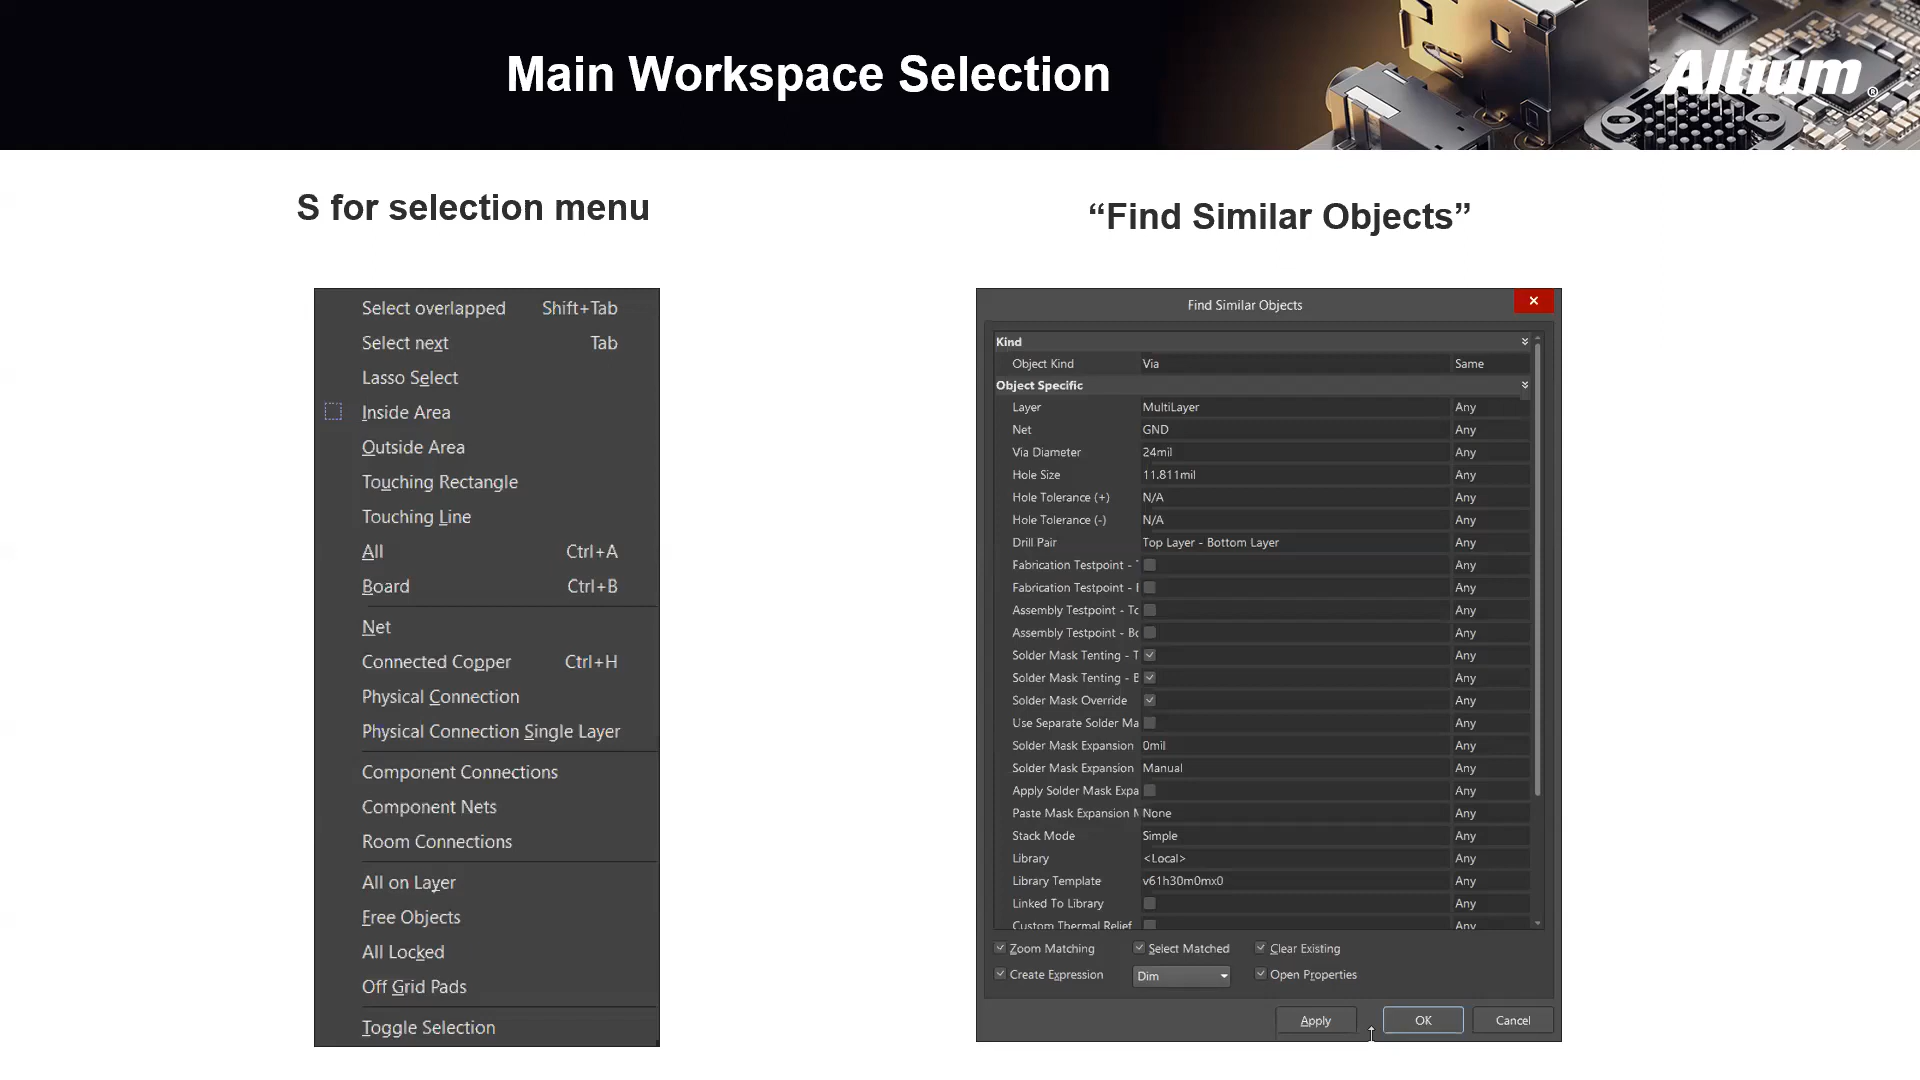 Main Workspace Selection
Altium®
S for selection menu
“Find Similar Objects”
Select overlapped Shift+Tab
Select next Tab
Lasso Select
Inside Area
Outside Area
Touching Rectangle
Touching Line
All Ctrl+A
Board Ctrl+B
Net
Connected Copper Ctrl+H
Physical Connection
Physical Connection Single Layer
Component Connections
Component Nets
Room Connections
All on Layer
Free Objects
All Locked
Off Grid Pads
Toggle Selection
Find Similar Objects
Kind
Object Kind Via Same
Object Specific
Layer MultiLayer Any
Net GND Any
Via Diameter 24mil Any
Hole Size 11.811mil Any
Hole Tolerance (+) N/A Any
Hole Tolerance (-) N/A Any
Drill Pair Top Layer - Bottom Layer Any
Fabrication Testpoint - Any
Fabrication Testpoint - Any
Assembly Testpoint - To Any
Assembly Testpoint - Bo Any
Solder Mask Tenting - T Any
Solder Mask Tenting - B Any
Solder Mask Override Any
Use Separate Solder Ma Any
Solder Mask Expansion 0mil Any
Solder Mask Expansion Manual Any
Apply Solder Mask Expa Any
Paste Mask Expansion M None Any
Stack Mode Simple Any
Library <Local> Any
Library Template v61h30m0mx0 Any
Linked To Library Any
Custom Thermal Relief Any
Zoom Matching Select Matched Clear Existing
Create Expression Dim Open Properties
Apply OK Cancel